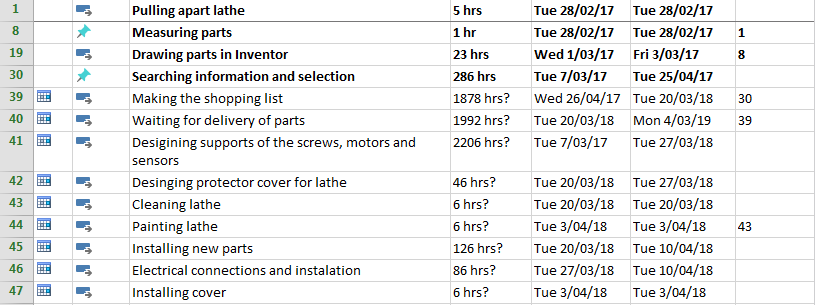 1 Pulling apart lathe 5 hrs Tue 28/02/17 Tue 28/02/17
8 Measuring parts 1 hr Tue 28/02/17 Tue 28/02/17 1
19 Drawing parts in Inventor 23 hrs Wed 1/03/17 Fri 3/03/17 8
30 Searching information and selection 286 hrs Tue 7/03/17 Tue 25/04/17
39 Making the shopping list 1878 hrs? Wed 26/04/17 Tue 20/03/18 30
40 Waiting for delivery of parts 1992 hrs? Tue 20/03/18 Mon 4/03/19 39
41 Desigining supports of the screws, motors and 2206 hrs? Tue 7/03/17 Tue 27/03/18
sensors
42 Desinging protector cover for lathe 46 hrs? Tue 20/03/18 Tue 27/03/18
43 Cleaning lathe 6 hrs? Tue 20/03/18 Tue 20/03/18
44 Painting lathe 6 hrs? Tue 3/04/18 Tue 3/04/18 43
45 Installing new parts 126 hrs? Tue 20/03/18 Tue 10/04/18
46 Electrical connections and instalation 86 hrs? Tue 27/03/18 Tue 10/04/18
47 Installing cover 6 hrs? Tue 3/04/18 Tue 3/04/18